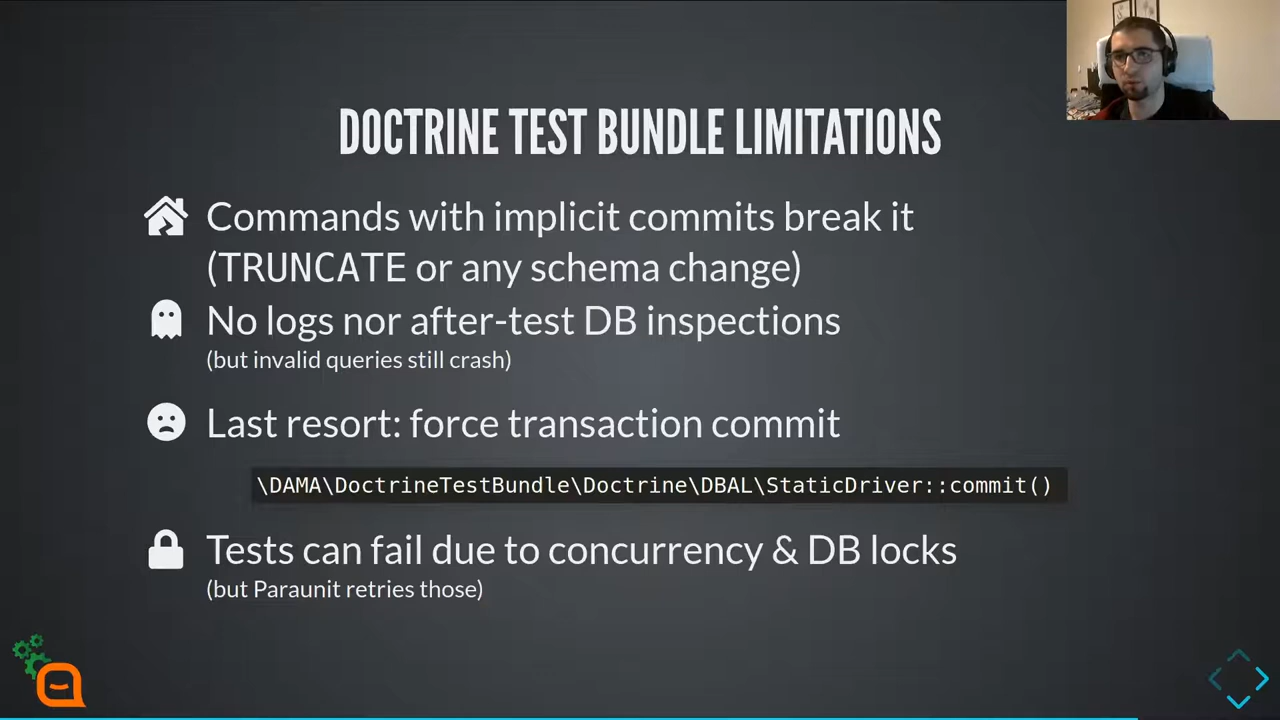 DOCTRINE TEST BUNDLE LIMITATIONS
Commands with implicit commits break it
(TRUNCATE or any schema change)
No logs nor after-test DB inspections
(but invalid queries still crash)
Last resort: force transaction commit
\DAMA\DoctrineTestBundle\Doctrine\DBAL\StaticDriver::commit()
Tests can fail due to concurrency & DB locks
(but Paraunit retries those)